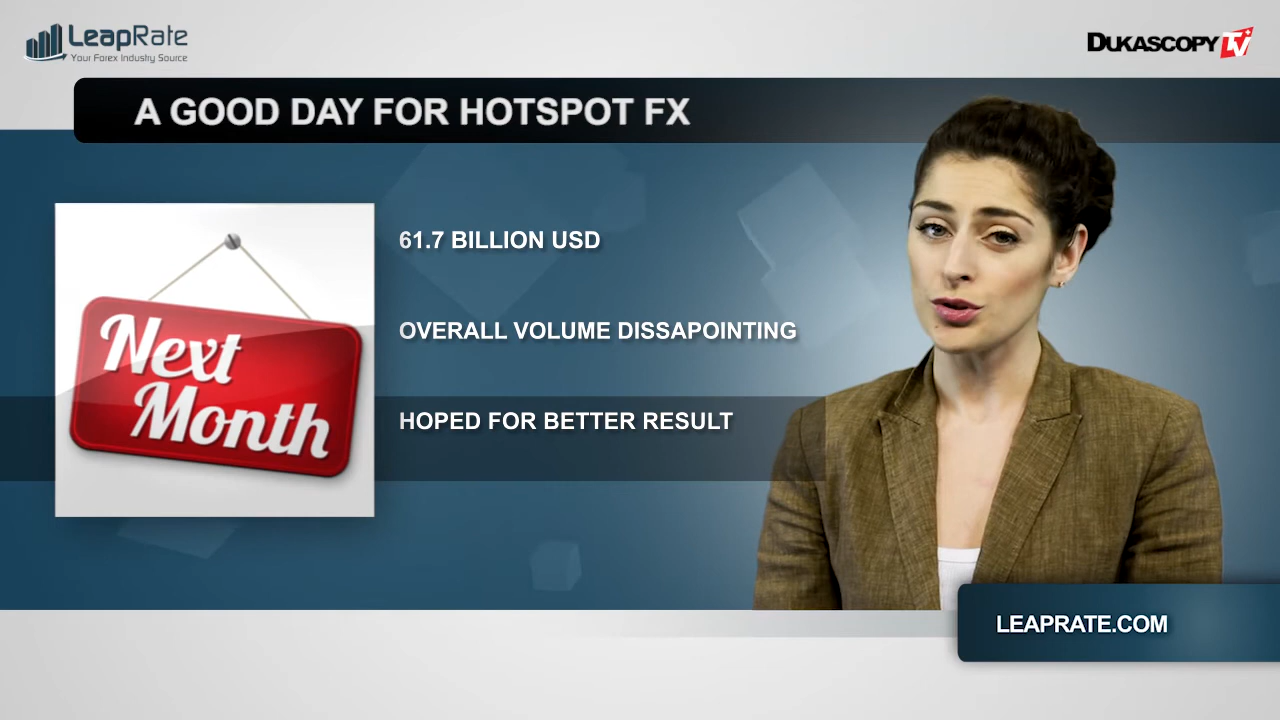 LeapRate
Your Forex Industry Source
DUKASCOPY TV
A GOOD DAY FOR HOTSPOT FX
61.7 BILLION USD
OVERALL VOLUME DISSAPOINTING
HOPED FOR BETTER RESULT
Next
Month
LEAPRATE.COM